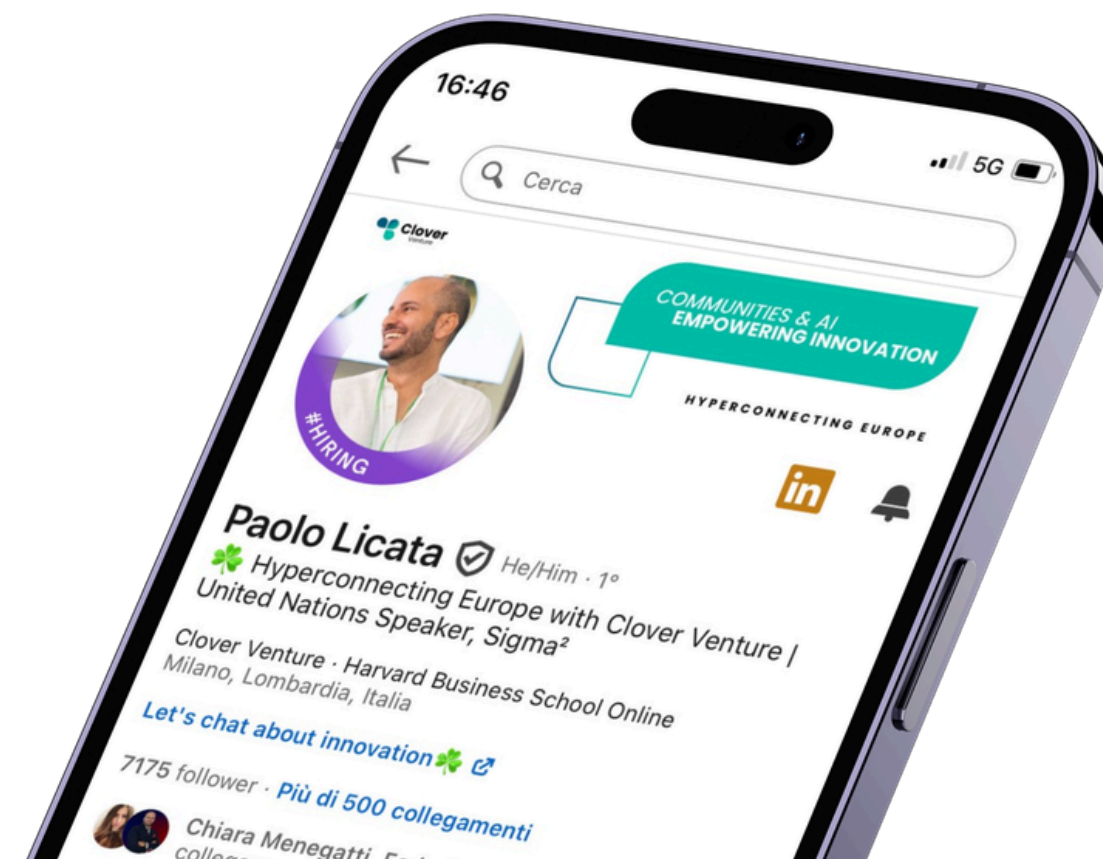 16:46
5G
Cerca
Clover
Venture
COMMUNITIES & AI
EMPOWERING INNOVATION
HYPERCONNECTING EUROPE
#HIRING
in
Paolo Licata He/Him · 1°
☘️ Hyperconnecting Europe with Clover Venture |
United Nations Speaker, Sigma²
Clover Venture · Harvard Business School Online
Milano, Lombardia, Italia
Let's chat about innovation☘️
7175 follower · Più di 500 collegamenti
Chiara Menegatti,